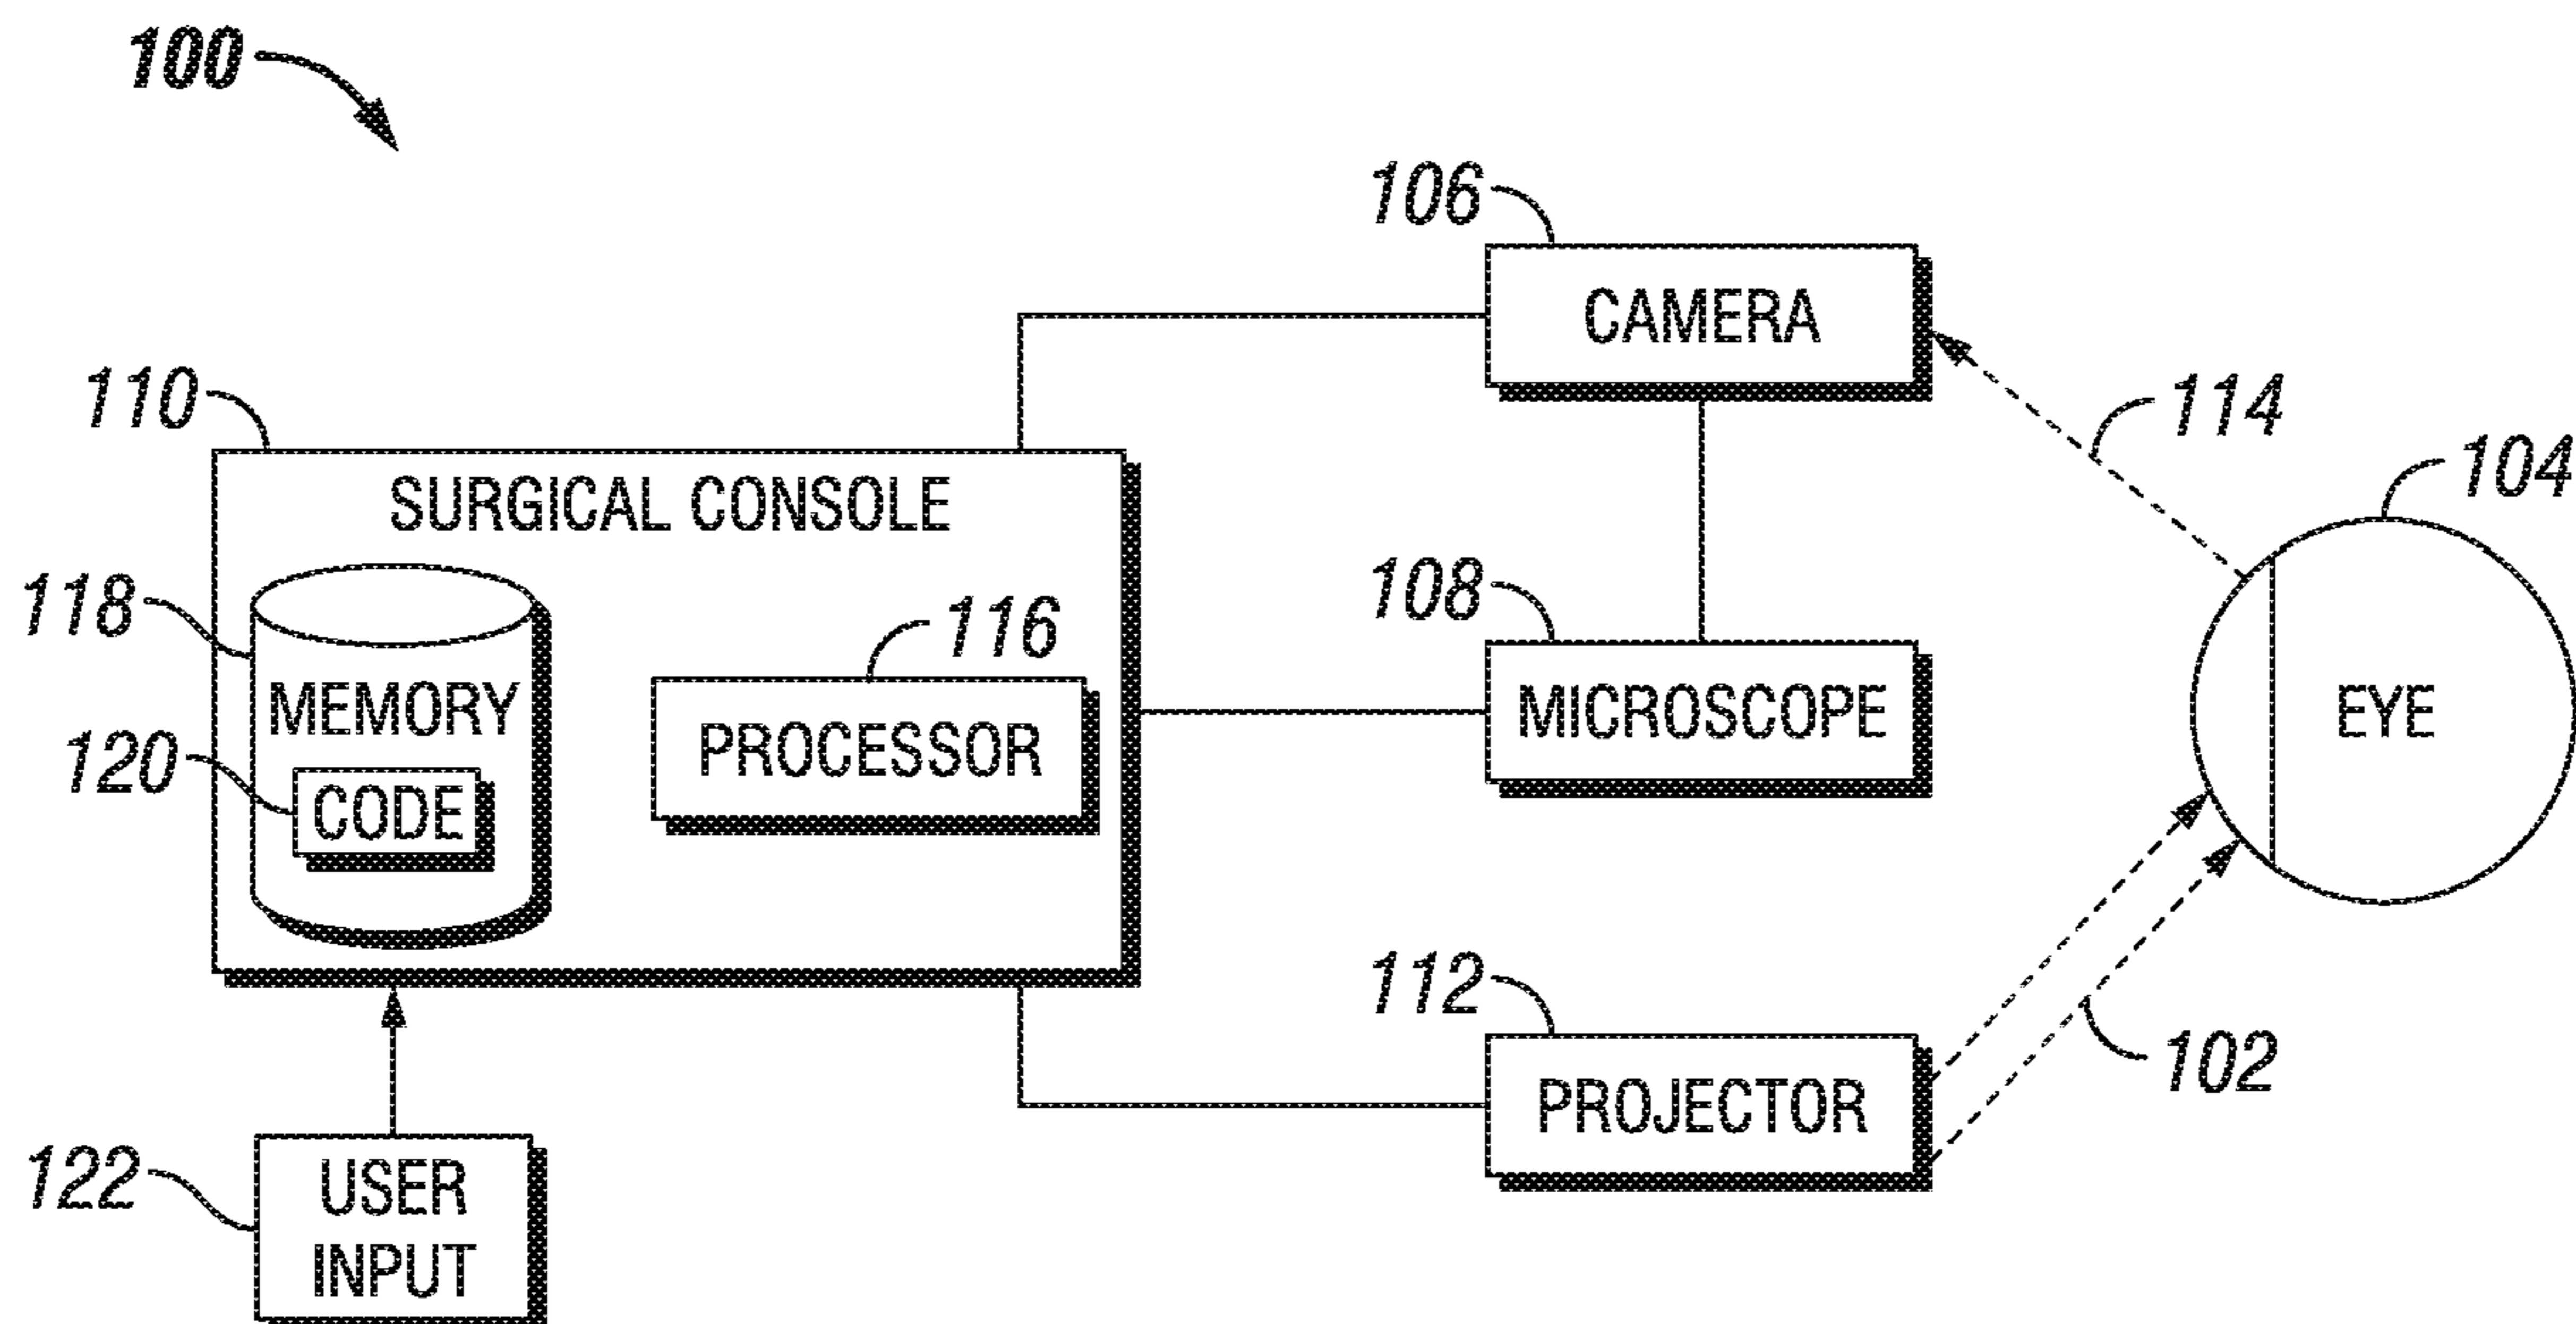 100
106
CAMERA
110
114
SURGICAL CONSOLE
104
118
108
116
MEMORY
PROCESSOR
MICROSCOPE
EYE
120
CODE
112
102
PROJECTOR
122
USER
INPUT